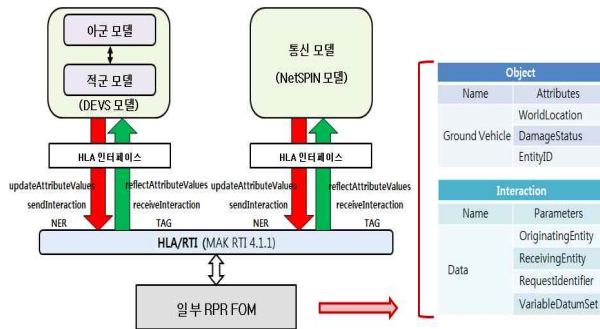 아군 모델
적군 모델
(DEVS 모델)
통신 모델
(NetSPIN 모델)
HLA 인터페이스
HLA 인터페이스
updateAttributeValues
reflectAttributeValues
sendInteraction
receiveInteraction
NER
TAG
updateAttributeValues
reflectAttributeValues
sendInteraction
receiveInteraction
NER
TAG
HLA/RTI (MAK RTI 4.1.1)
일부 RPR FOM
Object
Name Attributes
Ground Vehicle
WorldLocation
DamageStatus
EntityID
Interaction
Name Parameters
Data
OriginatingEntity
ReceivingEntity
RequestIdentifier
VariableDatumSet